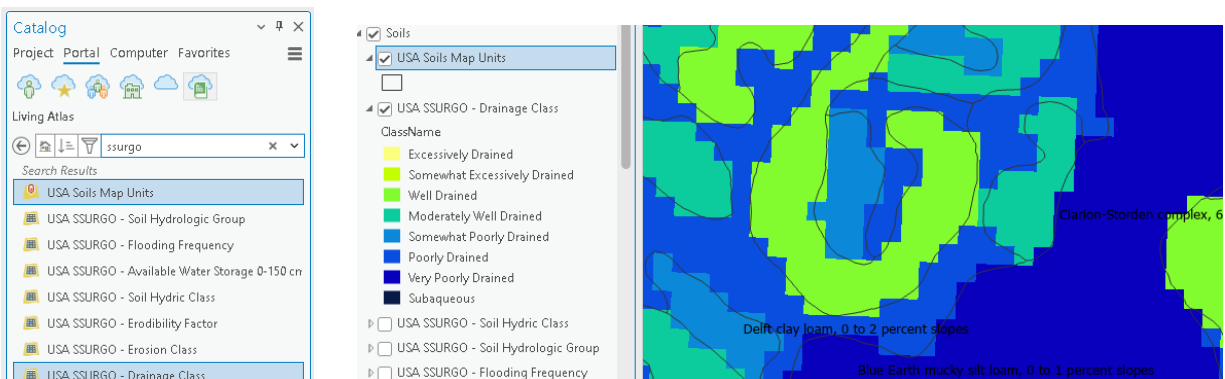 Catalog
Project Portal Computer Favorites
Living Atlas
ssurgo
Search Results
USA Soils Map Units
USA SSURGO - Soil Hydrologic Group
USA SSURGO - Flooding Frequency
USA SSURGO - Available Water Storage 0-150 cm
USA SSURGO - Soil Hydric Class
USA SSURGO - Erodibility Factor
USA SSURGO - Erosion Class
USA SSURGO - Drainage Class
Soils
USA Soils Map Units
USA SSURGO - Drainage Class
ClassName
Excessively Drained
Somewhat Excessively Drained
Well Drained
Moderately Well Drained
Somewhat Poorly Drained
Poorly Drained
Very Poorly Drained
Subaqueous
USA SSURGO - Soil Hydric Class
USA SSURGO - Soil Hydrologic Group
USA SSURGO - Flooding Frequency
Clarion-Storden complex, 6
Delft clay loam, 0 to 2 percent slopes
Blue Earth mucky silt loam, 0 to 1 percent slopes